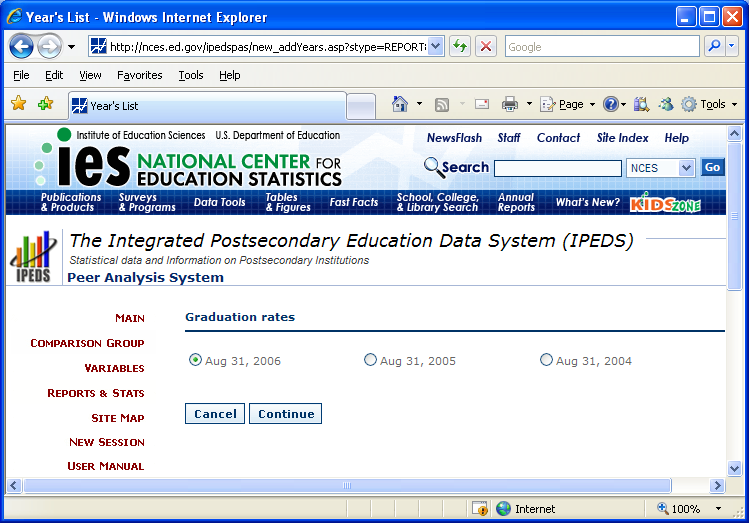 Year's List - Windows Internet Explorer
http://nces.ed.gov/ipedspas/new_addYears.asp?stype=REPORT&
Google
File Edit View Favorites Tools Help
Year's List
Page Tools
Institute of Education Sciences U.S. Department of Education
NewsFlash Staff Contact Site Index Help
ies NATIONAL CENTER FOR
EDUCATION STATISTICS
Search NCES Go
Publications & Products
Surveys & Programs
Data Tools
Tables & Figures
Fast Facts
School, College, & Library Search
Annual Reports
What's New?
KIDSZONE
IPEDS
The Integrated Postsecondary Education Data System (IPEDS)
Statistical data and Information on Postsecondary Institutions
Peer Analysis System
MAIN
COMPARISON GROUP
VARIABLES
REPORTS & STATS
SITE MAP
NEW SESSION
USER MANUAL
Graduation rates
Aug 31, 2006 Aug 31, 2005 Aug 31, 2004
Cancel Continue
Internet 100%